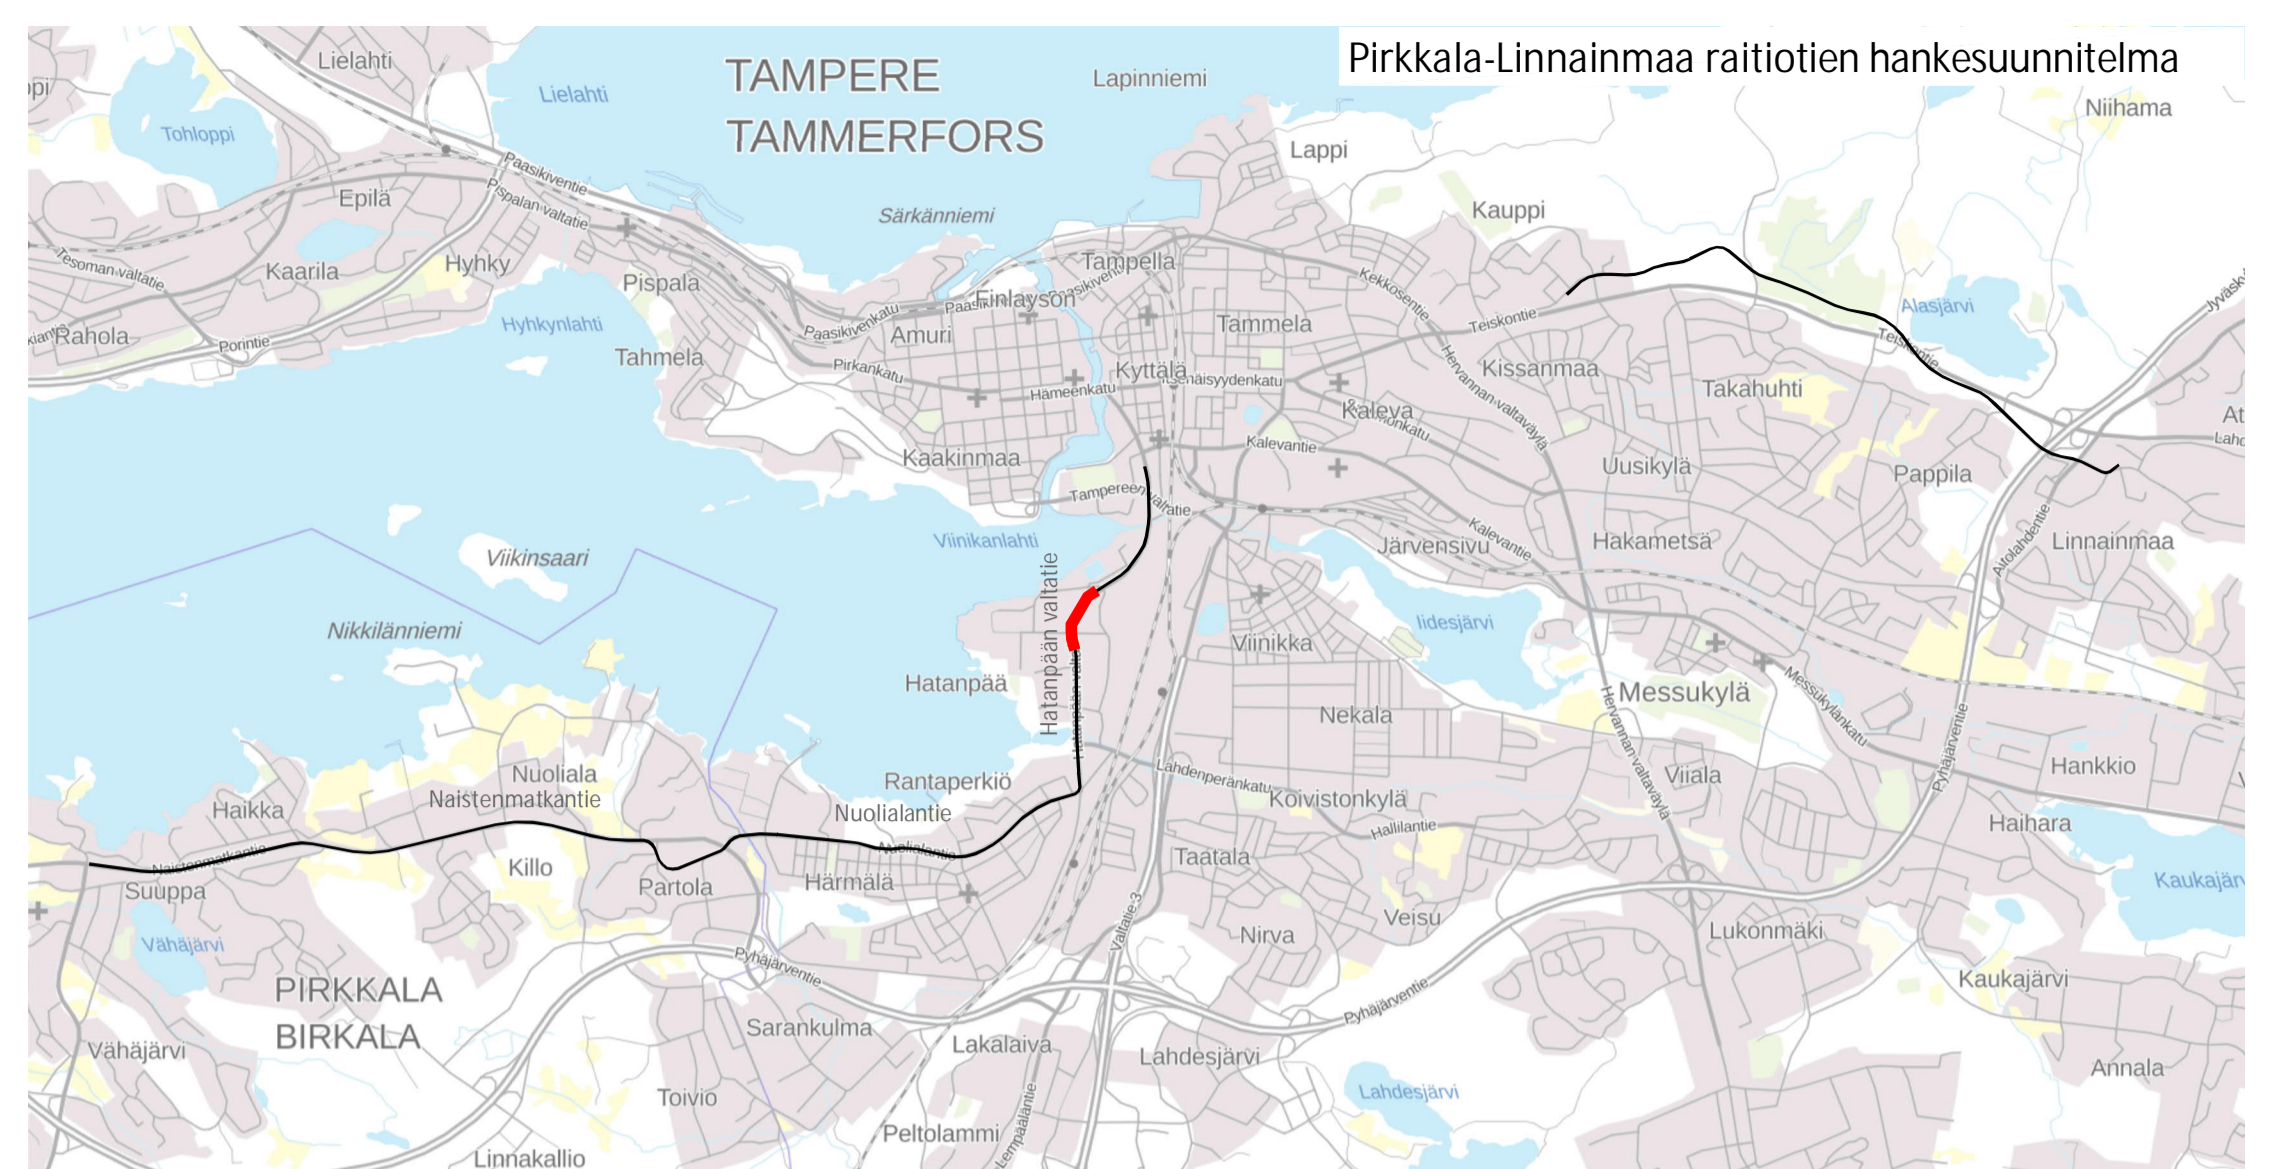 Pirkkala-Linnainmaa raitiotien hankesuunnitelma
Lielahti
TAMPERE
TAMMERFORS
Lapinniemi
Lielahti
Niihama
Tohloppi
Lappi
Paasikiventie
Pispalan valtatie
Epilä
Särkänniemi
Kauppi
Tesoman valtatie
Kaarila
Hyhky
Pispala
Tampella
Finlayson
Kekkosentie
Alasjärvi
Rahola
Porintie
Hyhkynlahti
Paasikivenkatu
Amuri
Tammela
Teiskontie
Teiskontie
Tahmela
Pirkankatu
Hämeenkatu
Kyttälä
Hervannan valtaväylä
Kissanmaa
Takahuhti
Kaleva
Kaakinmaa
Kalevantie
Uusikylä
Pappila
Tampereen valtatie
Viinikanlahti
Hatanpään valtatie
Järvensivu
Kalevantie
Hakametsä
Aitolahdentie
Linnainmaa
Viikinsaari
Nikkilänniemi
Viinikka
Iidesjärvi
Hatanpää
Nekala
Messukylä
Hervannan valtaväylä
Messukylänkatu
Pyhäjärventie
Nuoliala
Naistenmatkantie
Rantaperkiö
Nuolialantie
Lahdenperänkatu
Koivistonkylä
Viiala
Hankkio
Haikka
Hallilantie
Haihara
Naistenmatkantie
Nuolialantie
Suuppa
Killo
Partola
Härmälä
Taatala
Vähäjärvi
Valtatie 3
Nirva
Veisu
Lukonmäki
Pyhäjärventie
Pyhäjärventie
Kaukajärvi
PIRKKALA
BIRKALA
Vähäjärvi
Sarankulma
Lakalaiva
Lahdesjärvi
Lahdesjärvi
Annala
Toivio
Peltolammi
Lempääläntie
Linnakallio